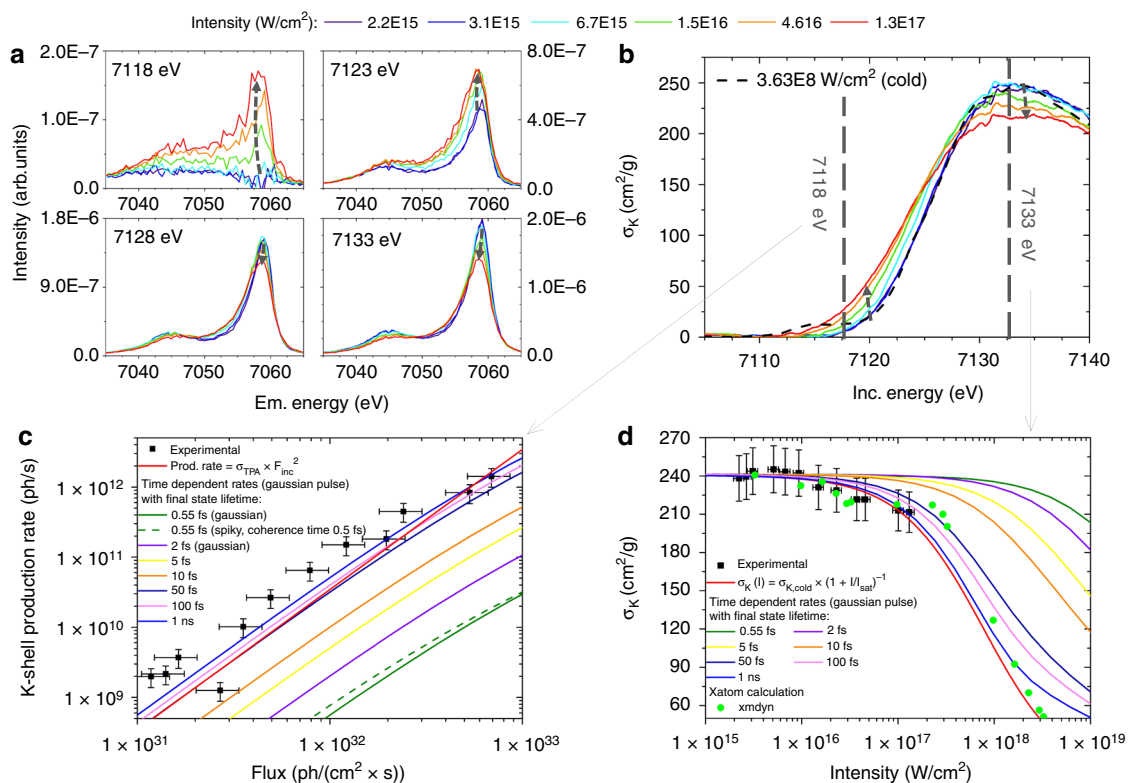 Intensity (W/cm²): 2.2E15 3.1E15 6.7E15 1.5E16 4.616 1.3E17
a
2.0E−7
1.0E−7
0.0
7118 eV
7040 7050 7060
7123 eV
8.0E−7
4.0E−7
0.0
7040 7050 7060
Intensity (arb.units)
1.8E−6
9.0E−7
0.0
7128 eV
7040 7050 7060
7133 eV
2.0E−6
1.0E−6
0.0
7040 7050 7060
Em. energy (eV)
b
3.63E8 W/cm² (cold)
σK (cm²/g)
250
200
150
100
50
0
7118 eV
7133 eV
7110 7120 7130 7140
Inc. energy (eV)
c
K-shell production rate (ph/s)
1 × 10¹²
1 × 10¹¹
1 × 10¹⁰
1 × 10⁹
Experimental
Prod. rate = σTPA × Finc²
Time dependent rates (gaussian pulse)
with final state lifetime:
0.55 fs (gaussian)
0.55 fs (spiky, coherence time 0.5 fs)
2 fs (gaussian)
5 fs
10 fs
50 fs
100 fs
1 ns
1 × 10³¹ 1 × 10³² 1 × 10³³
Flux (ph/(cm² × s))
d
σK (cm²/g)
270
240
210
180
150
120
90
60
Experimental
σK (I) = σK,cold × (1 + I/Isat)⁻¹
Time dependent rates (gaussian pulse)
with final state lifetime:
0.55 fs 2 fs
5 fs 10 fs
50 fs 100 fs
1 ns
Xatom calculation
xmdyn
1 × 10¹⁵ 1 × 10¹⁶ 1 × 10¹⁷ 1 × 10¹⁸ 1 × 10¹⁹
Intensity (W/cm²)